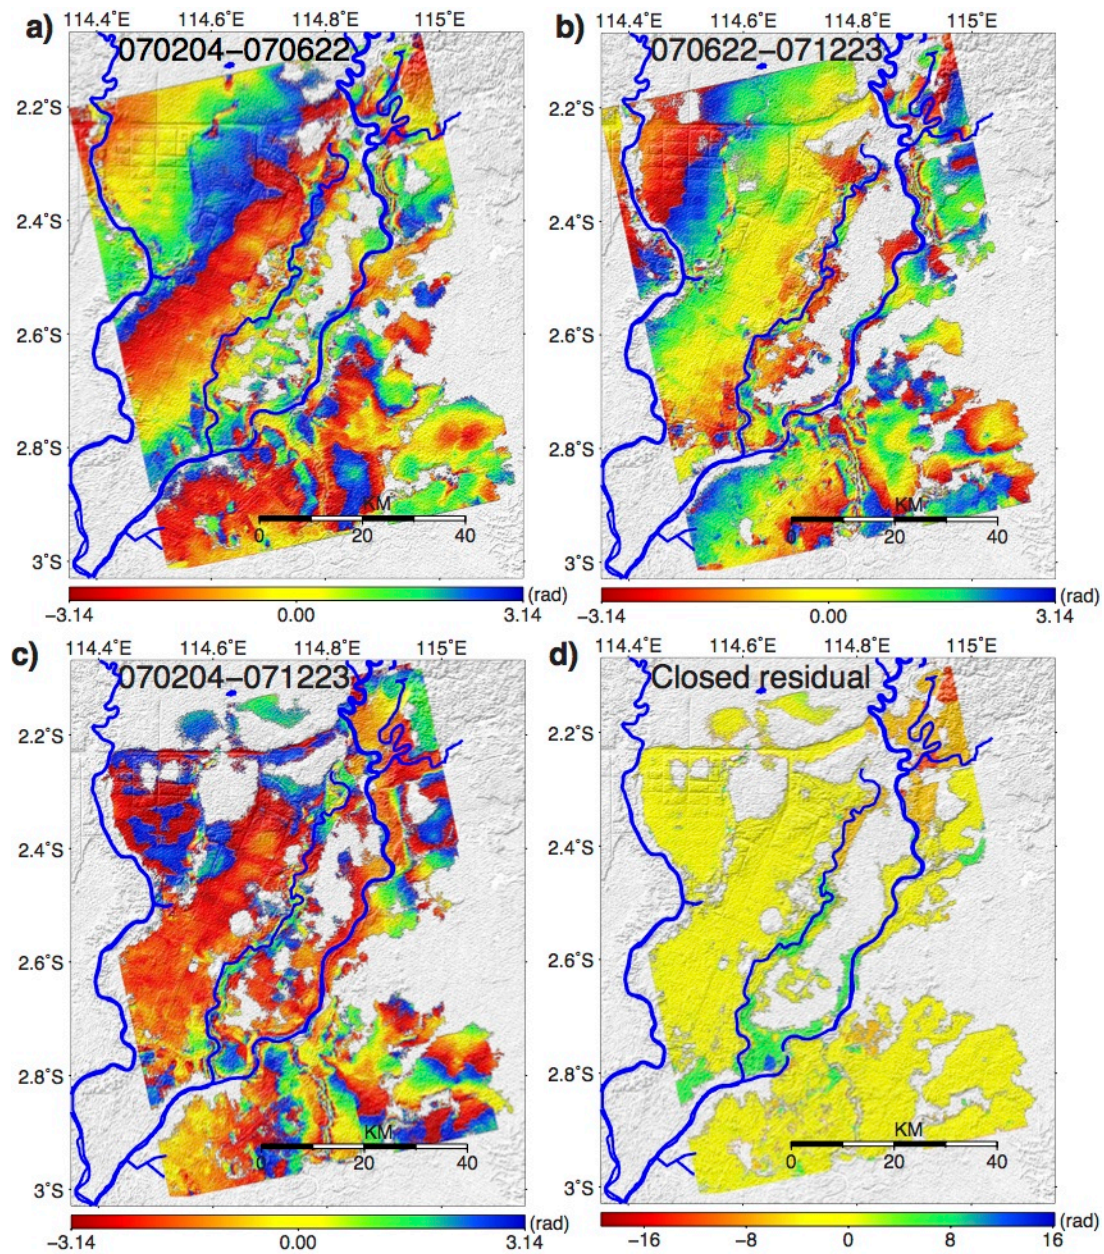 114.4°E 114.6°E 114.8°E 115°E
a) 070204−070622
2.2°S
2.4°S
2.6°S
2.8°S
3°S
KM
0 20 40
−3.14 0.00 3.14 (rad)
114.4°E 114.6°E 114.8°E 115°E
b) 070622−071223
2.2°S
2.4°S
2.6°S
2.8°S
3°S
KM
0 20 40
−3.14 0.00 3.14 (rad)
114.4°E 114.6°E 114.8°E 115°E
c) 070204−071223
2.2°S
2.4°S
2.6°S
2.8°S
3°S
KM
0 20 40
−3.14 0.00 3.14 (rad)
114.4°E 114.6°E 114.8°E 115°E
d) Closed residual
2.2°S
2.4°S
2.6°S
2.8°S
3°S
KM
0 20 40
−16 −8 0 8 16 (rad)